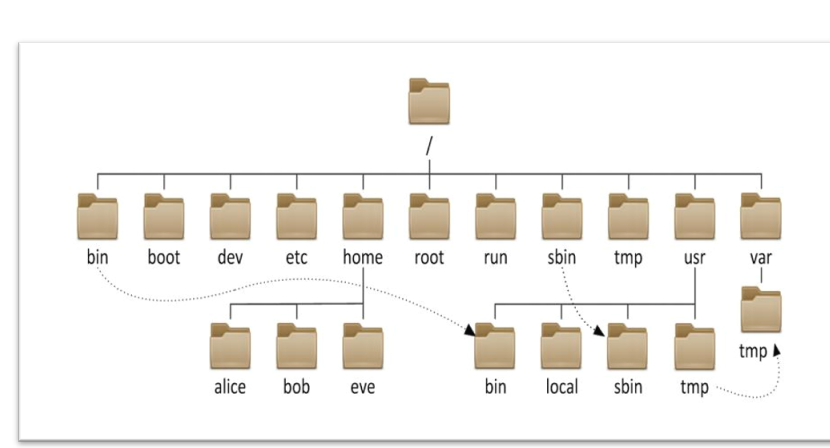 /
bin boot dev etc home root run sbin tmp usr var
tmp
alice bob eve bin local sbin tmp